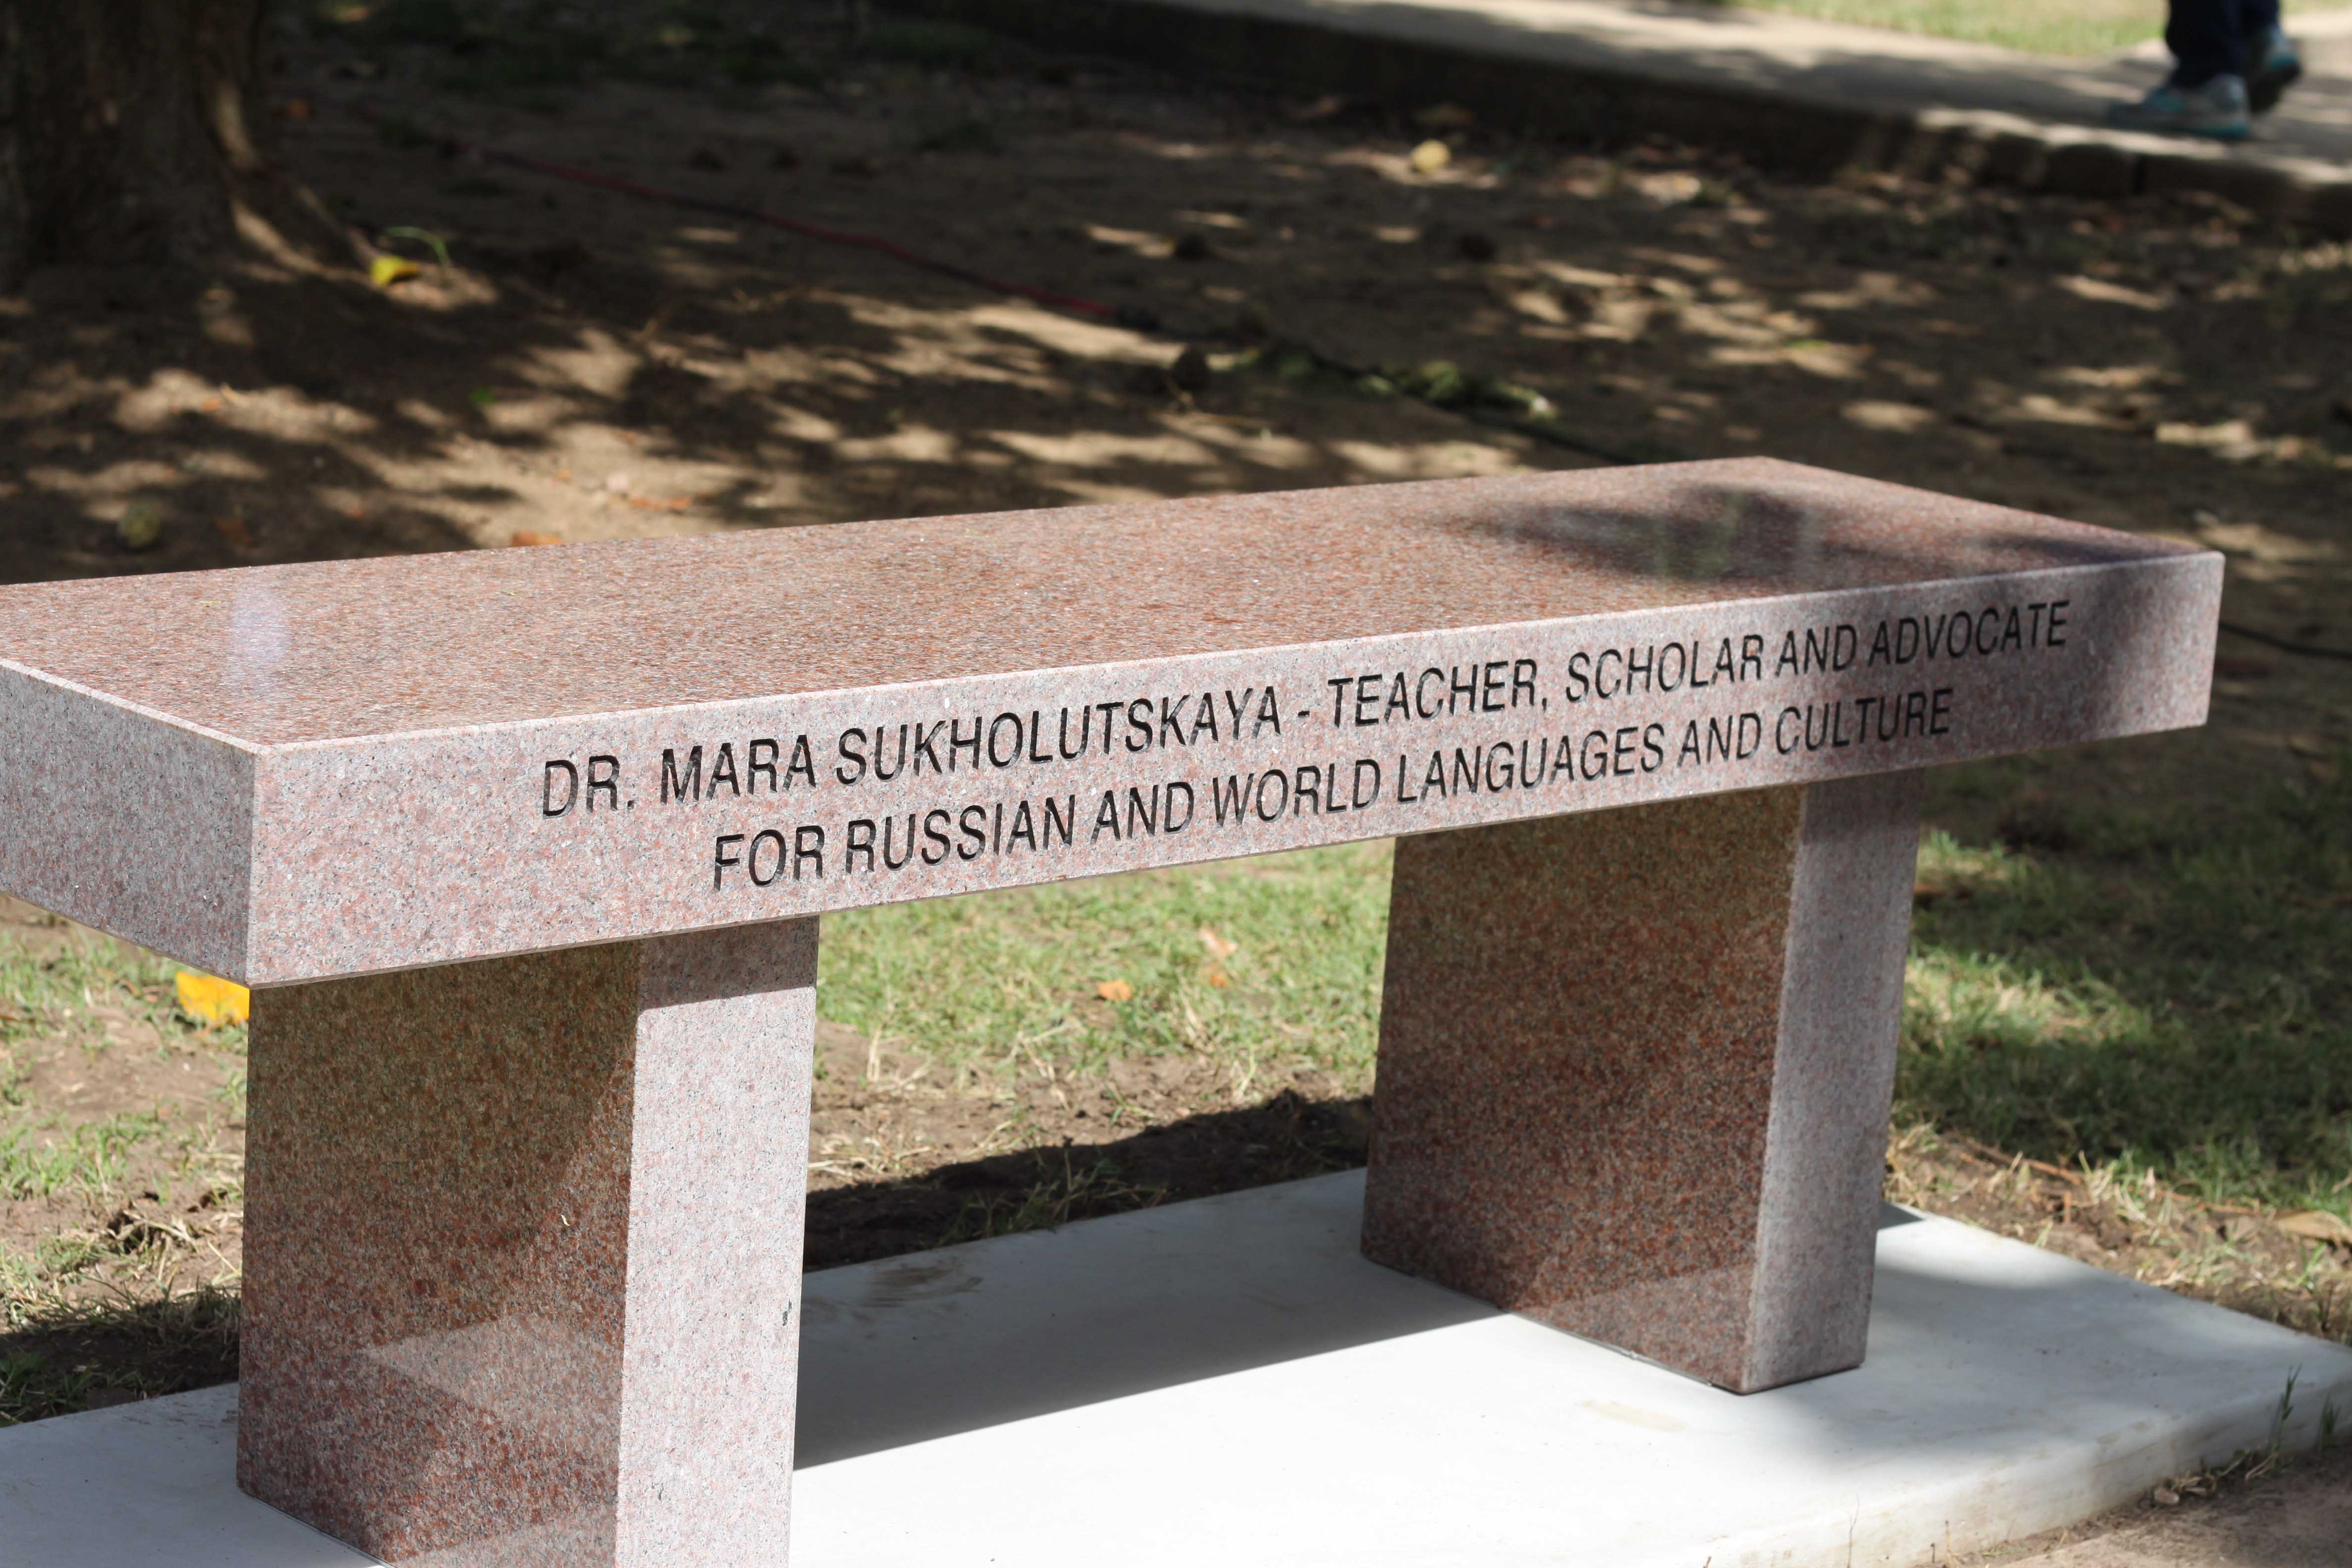 DR. MARA SUKHOLUTSKAYA - TEACHER, SCHOLAR AND ADVOCATE
FOR RUSSIAN AND WORLD LANGUAGES AND CULTURE